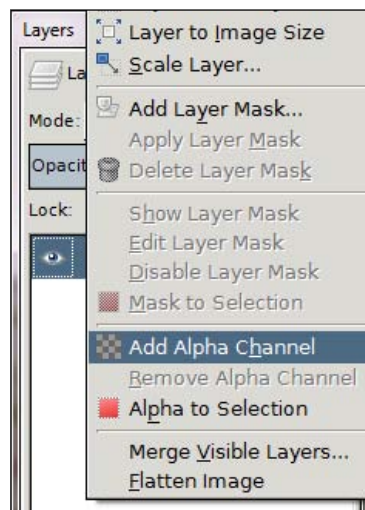 Layers
La
Mode:
Opacit
Lock:
Layer to Image Size
Scale Layer...
Add Layer Mask...
Apply Layer Mask
Delete Layer Mask
Show Layer Mask
Edit Layer Mask
Disable Layer Mask
Mask to Selection
Add Alpha Channel
Remove Alpha Channel
Alpha to Selection
Merge Visible Layers...
Flatten Image